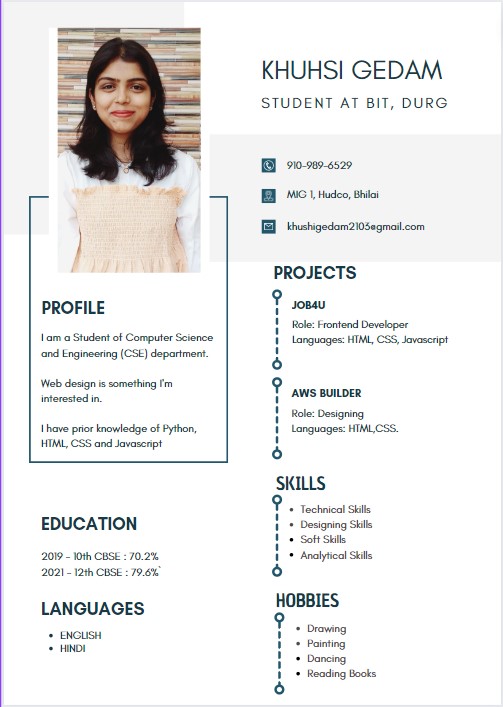 KHUHSI GEDAM
STUDENT AT BIT, DURG
910-989-6529
MIG 1, Hudco, Bhilai
khushigedam2103@gmail.com
PROFILE
I am a Student of Computer Science
and Engineering (CSE) department.
Web design is something I'm
interested in.
I have prior knowledge of Python,
HTML, CSS and Javascript
EDUCATION
2019 - 10th CBSE : 70.2%
2021 - 12th CBSE : 79.6%`
LANGUAGES
• ENGLISH
• HINDI
PROJECTS
JOB4U
Role: Frontend Developer
Languages: HTML, CSS, Javascript
AWS BUILDER
Role: Designing
Languages: HTML,CSS.
SKILLS
• Technical Skills
• Designing Skills
• Soft Skills
• Analytical Skills
HOBBIES
• Drawing
• Painting
• Dancing
• Reading Books